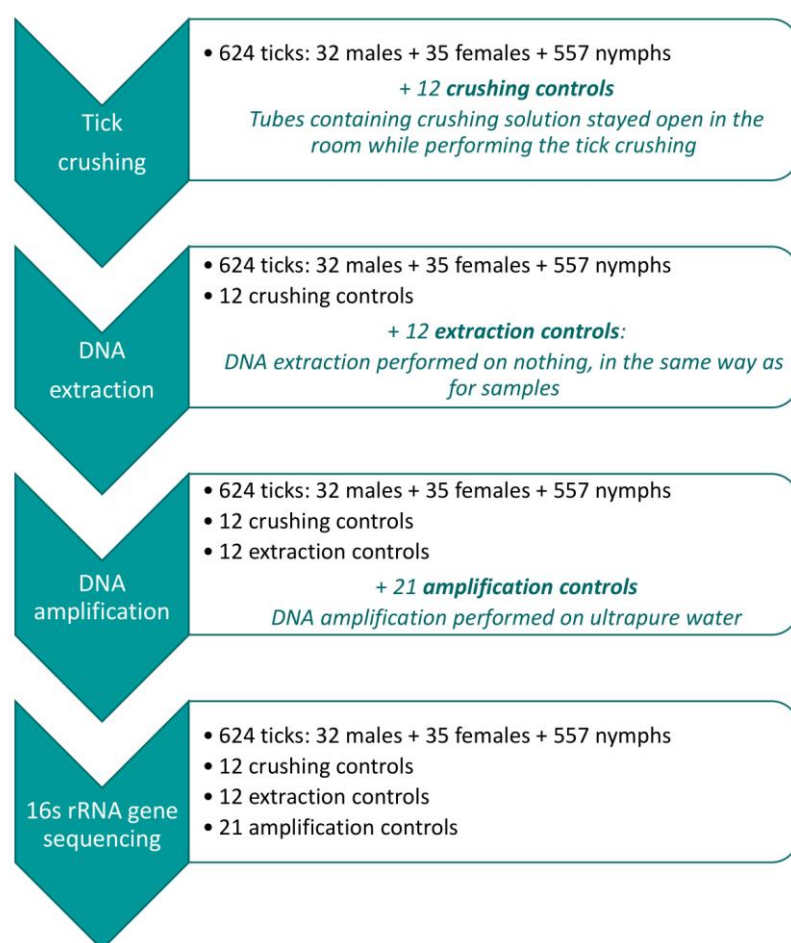 Tick
crushing
• 624 ticks: 32 males + 35 females + 557 nymphs
+ 12 crushing controls
Tubes containing crushing solution stayed open in the
room while performing the tick crushing
DNA
extraction
• 624 ticks: 32 males + 35 females + 557 nymphs
• 12 crushing controls
+ 12 extraction controls:
DNA extraction performed on nothing, in the same way as
for samples
DNA
amplification
• 624 ticks: 32 males + 35 females + 557 nymphs
• 12 crushing controls
• 12 extraction controls
+ 21 amplification controls
DNA amplification performed on ultrapure water
16s rRNA gene
sequencing
• 624 ticks: 32 males + 35 females + 557 nymphs
• 12 crushing controls
• 12 extraction controls
• 21 amplification controls